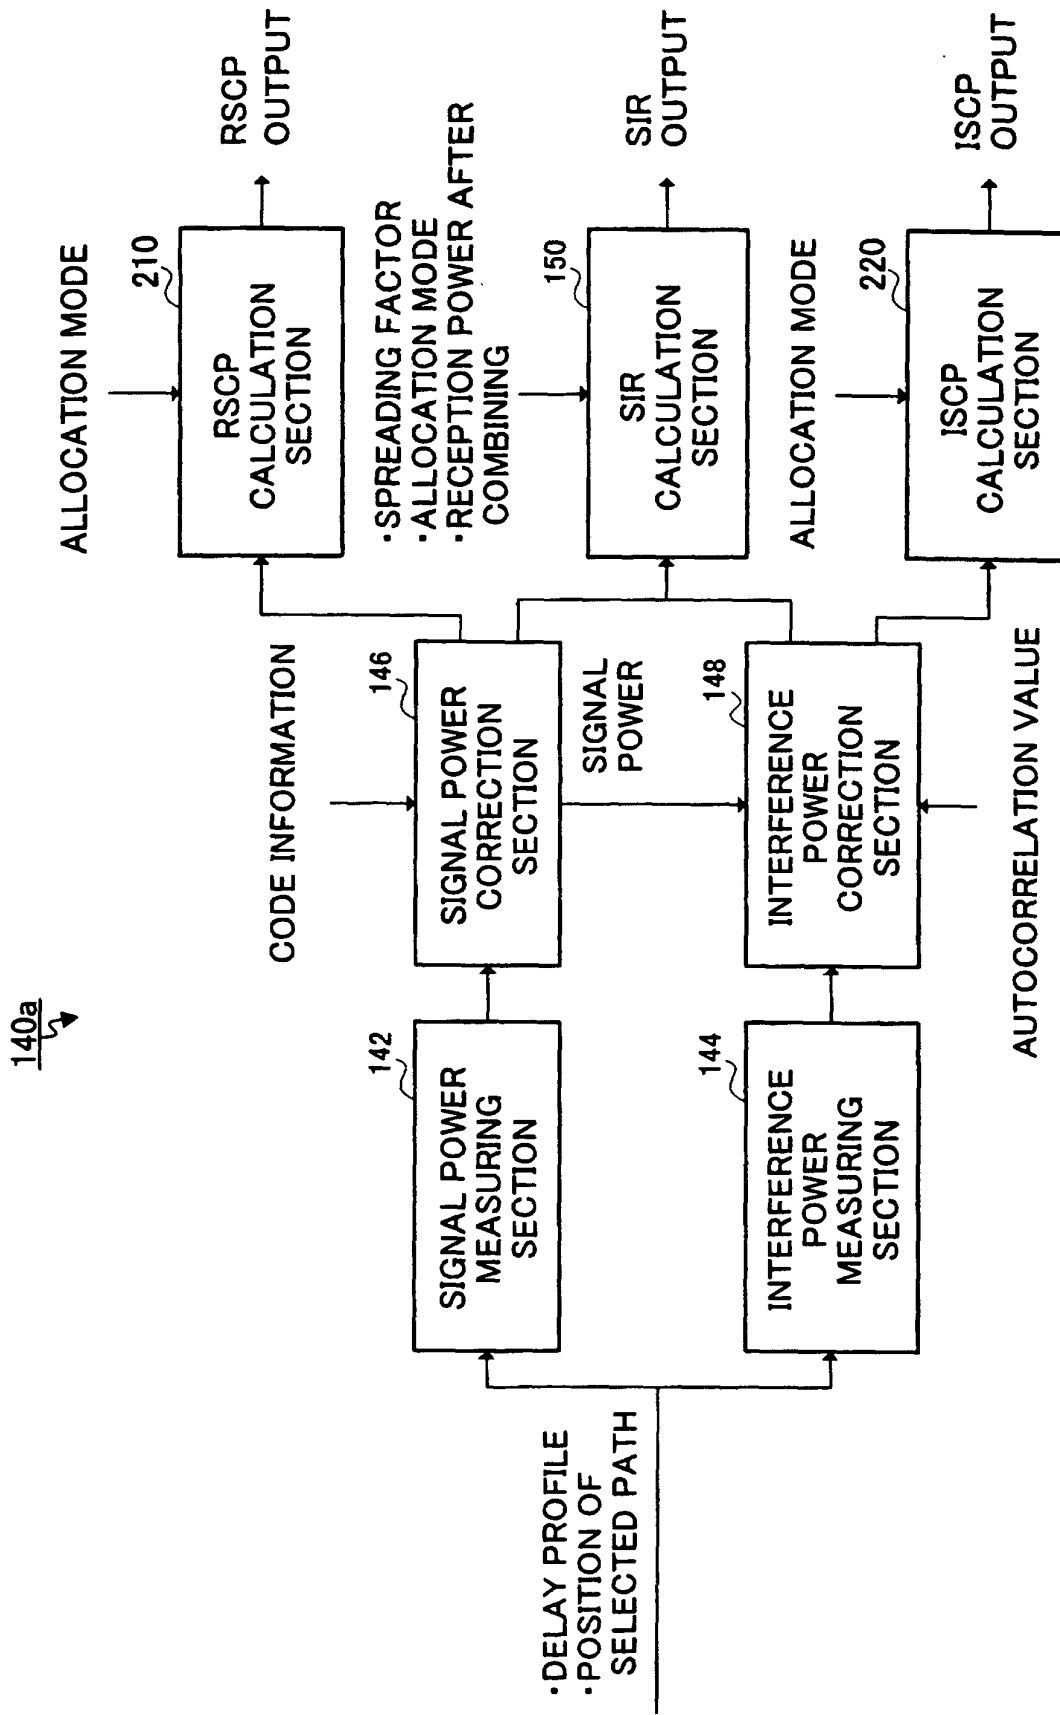 140a
·DELAY PROFILE
·POSITION OF
SELECTED PATH
142
SIGNAL POWER
MEASURING
SECTION
144
INTERFERENCE
POWER
MEASURING
SECTION
CODE INFORMATION
146
SIGNAL POWER
CORRECTION
SECTION
SIGNAL
POWER
148
INTERFERENCE
POWER
CORRECTION
SECTION
AUTOCORRELATION VALUE
ALLOCATION MODE
210
RSCP
CALCULATION
SECTION
RSCP
OUTPUT
·SPREADING FACTOR
·ALLOCATION MODE
·RECEPTION POWER AFTER
COMBINING
150
SIR
CALCULATION
SECTION
SIR
OUTPUT
ALLOCATION MODE
220
ISCP
CALCULATION
SECTION
ISCP
OUTPUT